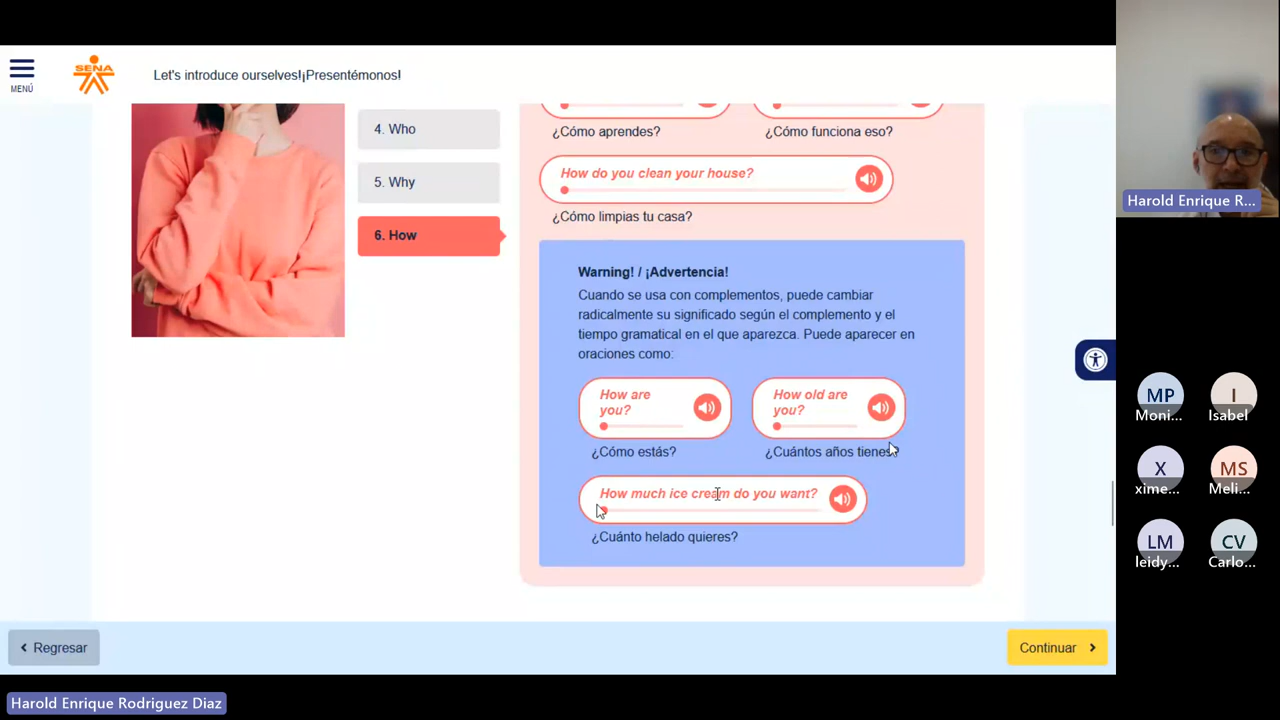 MENÚ
SENA
Let's introduce ourselves!¡Presentémonos!
4. Who
5. Why
6. How
¿Cómo aprendes?
¿Cómo funciona eso?
How do you clean your house?
¿Cómo limpias tu casa?
Warning! / ¡Advertencia!
Cuando se usa con complementos, puede cambiar
radicalmente su significado según el complemento y el
tiempo gramatical en el que aparezca. Puede aparecer en
oraciones como:
How are
you?
How old are
you?
¿Cómo estás?
¿Cuántos años tienes?
How much ice cream do you want?
¿Cuánto helado quieres?
Regresar
Continuar
Harold Enrique Rodriguez Diaz
Harold Enrique R...
MP
Moni...
I
Isabel
X
xime...
MS
Meli...
LM
leidy...
CV
Carlo...